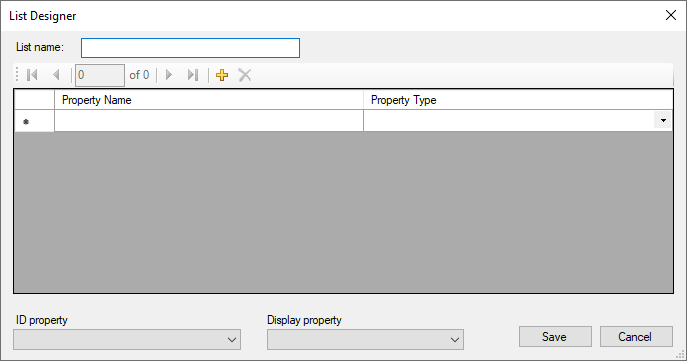 List Designer
List name:
0 of 0
Property Name Property Type
ID property Display property
Save Cancel